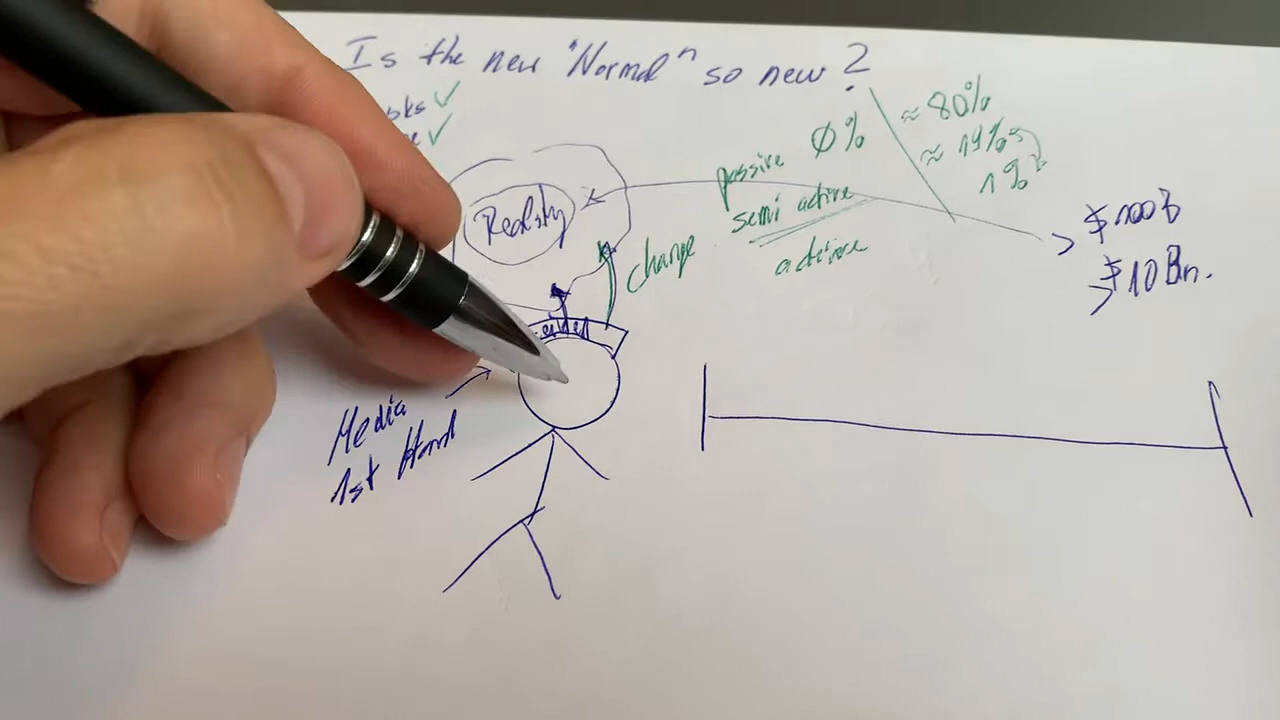 Is the new "Normal" so new ?
sks ✓
e ✓
passive 0% ≈ 80%
semi active ≈ 19%
active 1%
Reality
change
> $ 100B
> $ 10 Bn.
Media
1st Hand